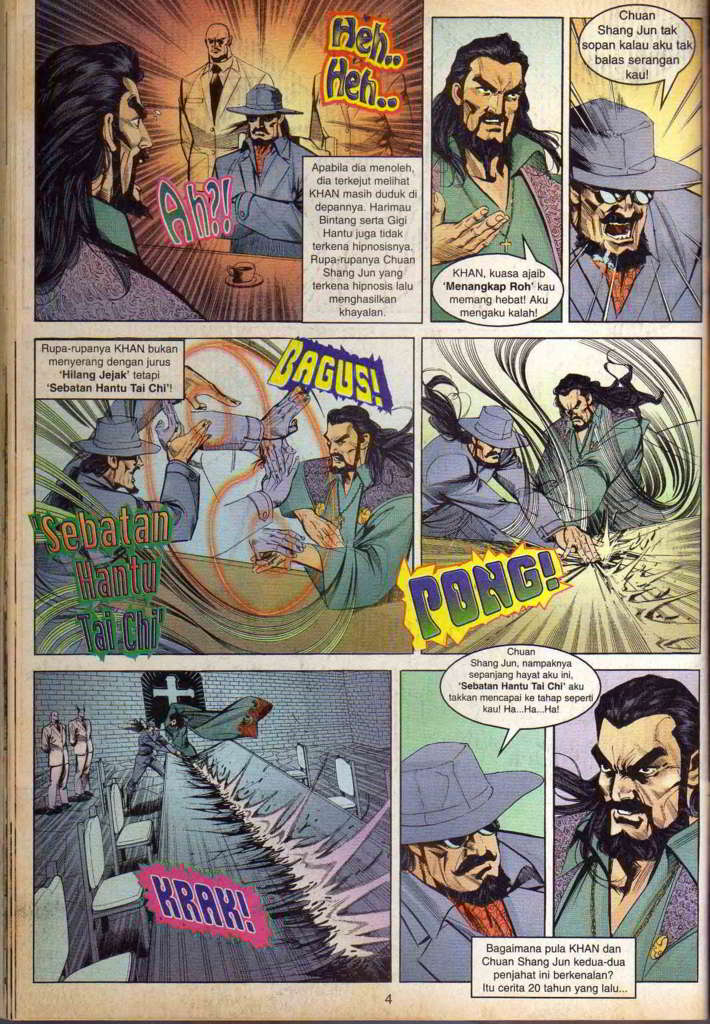 Heh..
Heh..
Ah?!
Apabila dia menoleh,
dia terkejut melihat
KHAN masih duduk di
depannya. Harimau
Bintang serta Gigi
Hantu juga tidak
terkena hipnosisnya.
Rupa-rupanya Chuan
Shang Jun yang
terkena hipnosis lalu
menghasilkan
khayalan.
KHAN, kuasa ajaib
'Menangkap Roh' kau
memang hebat! Aku
mengaku kalah!
Chuan
Shang Jun tak
sopan kalau aku tak
balas serangan
kau!
Rupa-rupanya KHAN bukan
menyerang dengan jurus
'Hilang Jejak' tetapi
'Sebatan Hantu Tai Chi'!
BAGUS!
'Sebatan
Hantu
Tai Chi'
PONG!
KRAK!
Chuan
Shang Jun, nampaknya
sepanjang hayat aku ini,
'Sebatan Hantu Tai Chi' aku
takkan mencapai ke tahap seperti
kau! Ha...Ha...Ha!
Bagaimana pula KHAN dan
Chuan Shang Jun kedua-dua
penjahat ini berkenalan?
Itu cerita 20 tahun yang lalu...
4